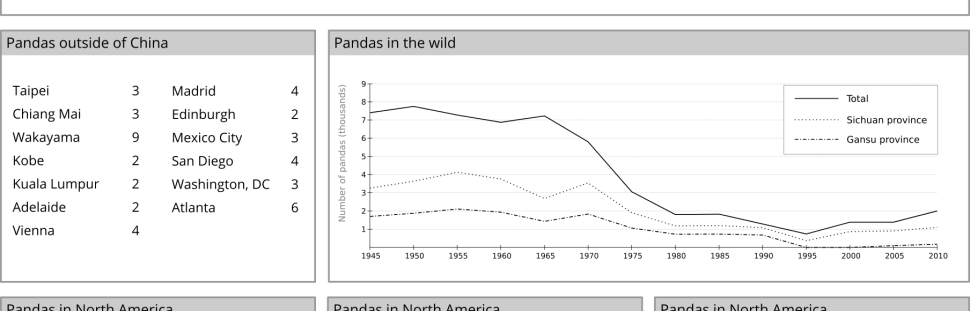 Pandas outside of China
Taipei 3 Madrid 4
Chiang Mai 3 Edinburgh 2
Wakayama 9 Mexico City 3
Kobe 2 San Diego 4
Kuala Lumpur 2 Washington, DC 3
Adelaide 2 Atlanta 6
Vienna 4
Pandas in the wild
Number of pandas (thousands)
9
8
7
6
5
4
3
2
1
1945 1950 1955 1960 1965 1970 1975 1980 1985 1990 1995 2000 2005 2010
Total
Sichuan province
Gansu province
Pandas in North America
Pandas in North America
Pandas in North America